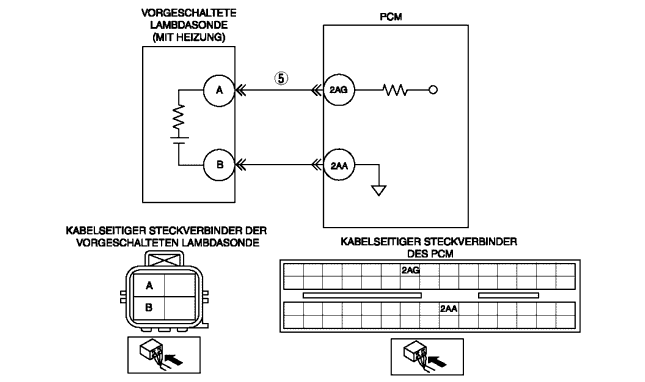 VORGESCHALTETE
LAMBDASONDE
(MIT HEIZUNG)
PCM
A
5
2AG
B
2AA
KABELSEITIGER STECKVERBINDER DER
VORGESCHALTETEN LAMBDASONDE
KABELSEITIGER STECKVERBINDER
DES PCM
A
B
2AG
2AA